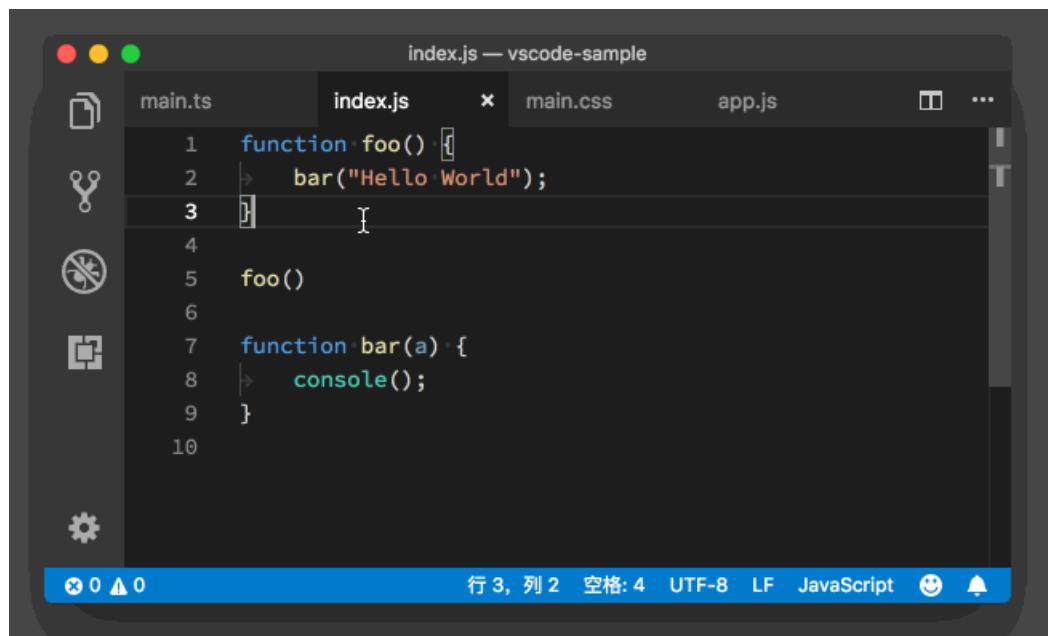 index.js — vscode-sample
main.ts index.js × main.css app.js ···
1 function foo() {
2 bar("Hello World");
3 }
4
5 foo()
6
7 function bar(a) {
8 console();
9 }
10
0 0 行 3，列 2 空格: 4 UTF-8 LF JavaScript